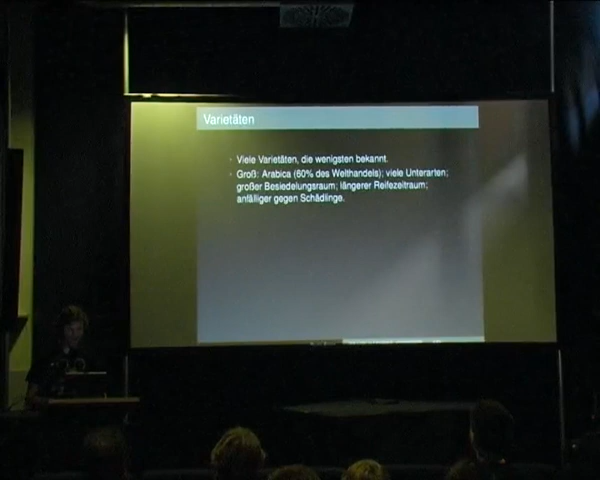 Varietäten
Viele Varietäten, die wenigsten bekannt.
Groß: Arabica (60% des Welthandels); viele Unterarten;
großer Besiedelungsraum; längerer Reifezeitraum;
anfälliger gegen Schädlinge.